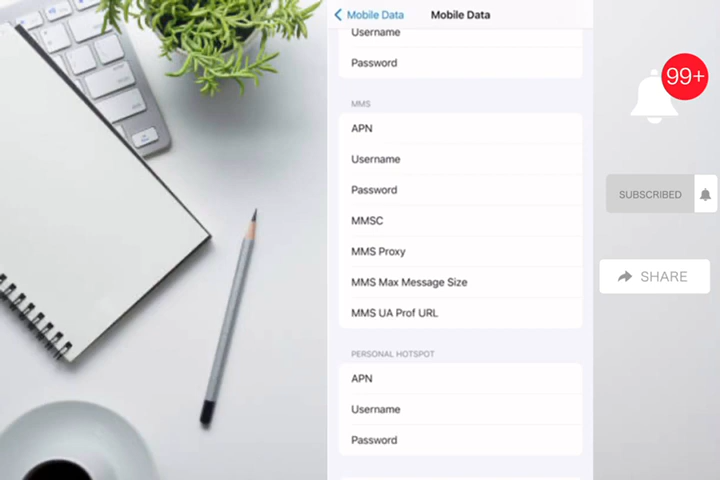 Mobile Data
Mobile Data
Username
Password
MMS
APN
Username
Password
MMSC
MMS Proxy
MMS Max Message Size
MMS UA Prof URL
PERSONAL HOTSPOT
APN
Username
Password
99+
SUBSCRIBED
SHARE